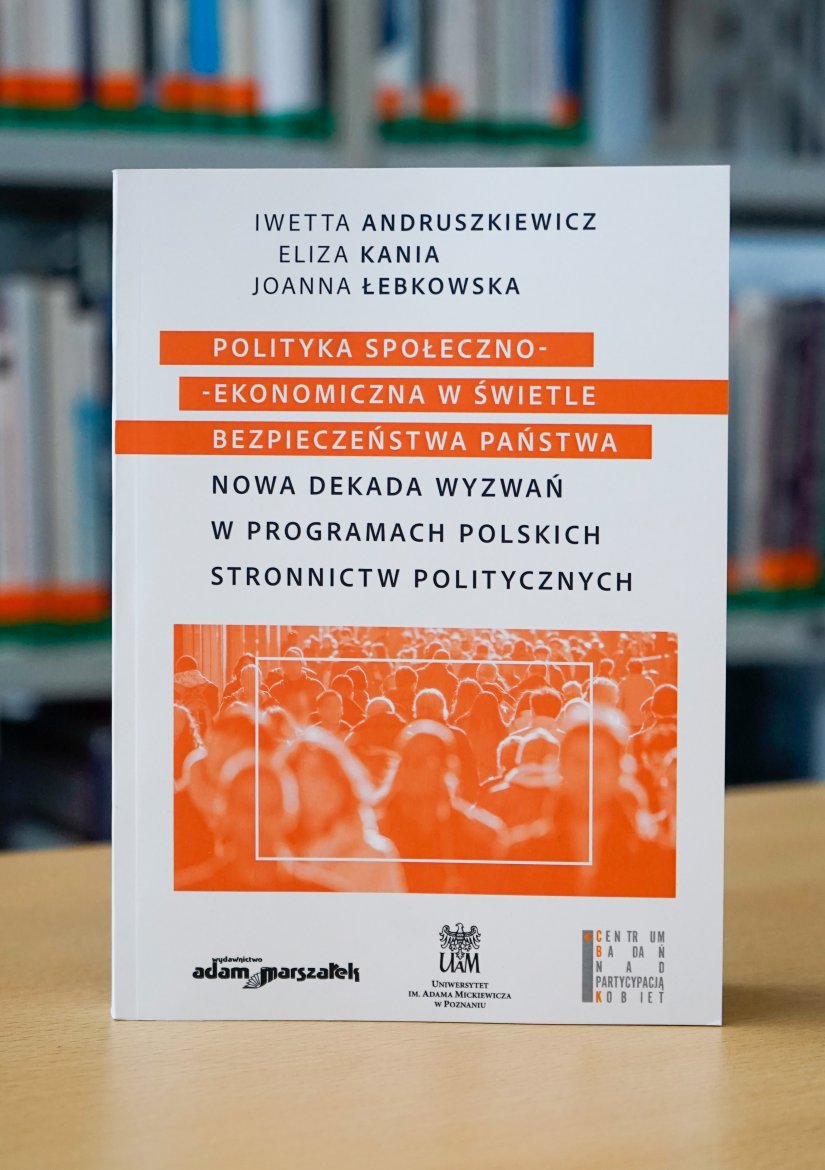 IWETTA ANDRUSZKIEWICZ
ELIZA KANIA
JOANNA ŁEBKOWSKA
POLITYKA SPOŁECZNO-
-EKONOMICZNA W ŚWIETLE
BEZPIECZEŃSTWA PAŃSTWA
NOWA DEKADA WYZWAŃ
W PROGRAMACH POLSKICH
STRONNICTW POLITYCZNYCH
wydawnictwo
adam marszałek
UAM
UNIWERSYTET
IM. ADAMA MICKIEWICZA
W POZNANIU
CENTRUM
BADAŃ
NAD
PARTYCYPACJĄ
KOBIET